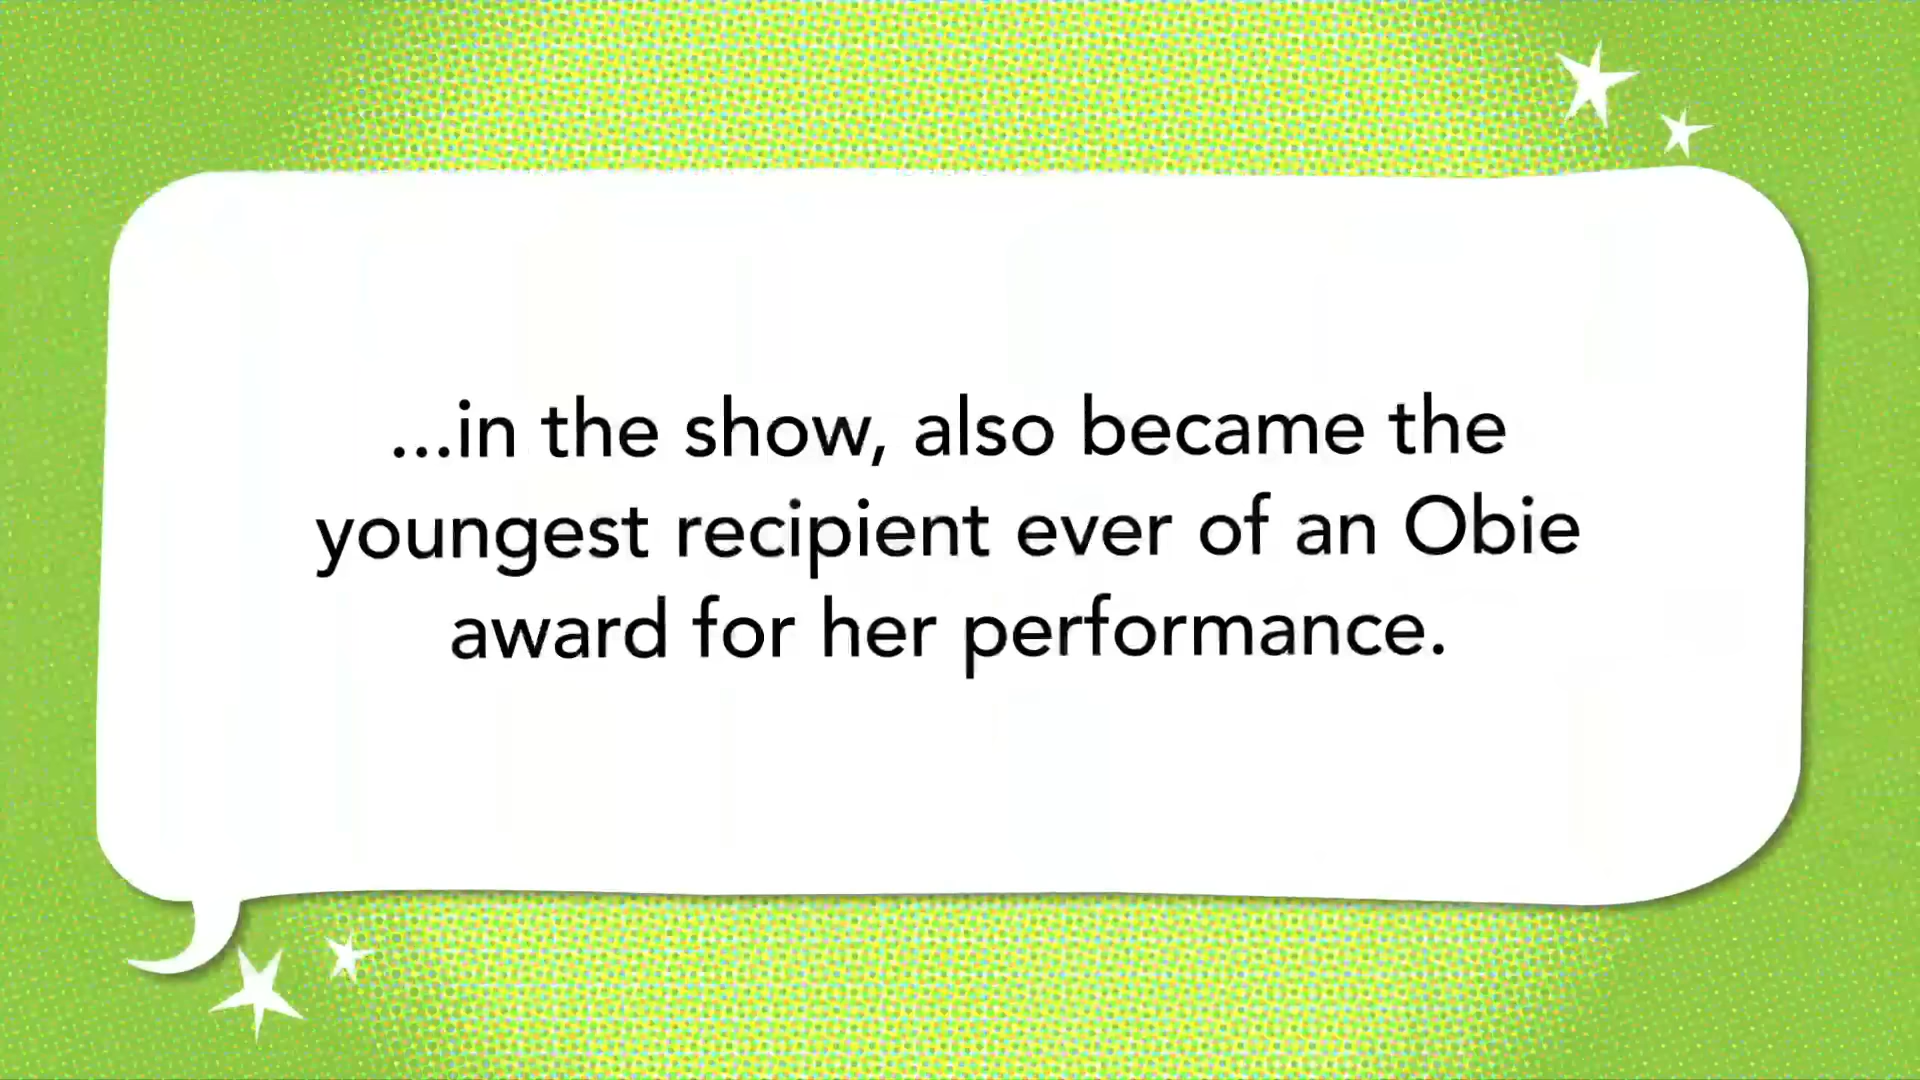 ...in the show, also became the
youngest recipient ever of an Obie
award for her performance.